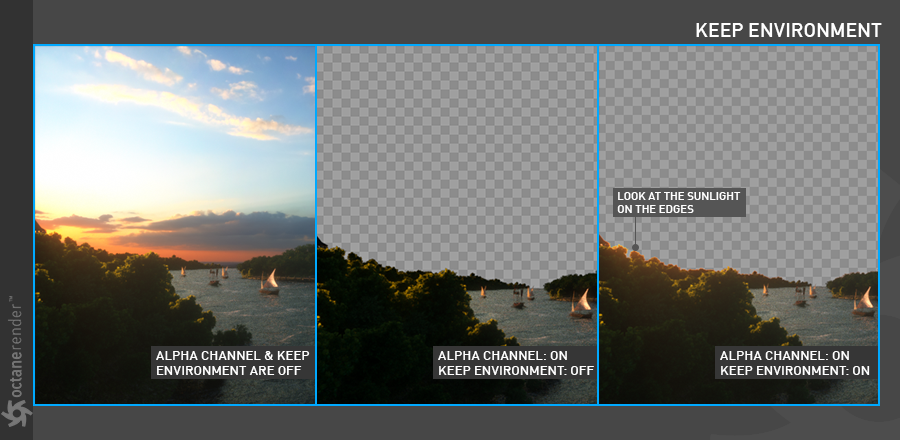 KEEP ENVIRONMENT
LOOK AT THE SUNLIGHT
ON THE EDGES
ALPHA CHANNEL & KEEP
ENVIRONMENT ARE OFF
ALPHA CHANNEL: ON
KEEP ENVIRONMENT: OFF
ALPHA CHANNEL: ON
KEEP ENVIRONMENT: ON
octanerender™